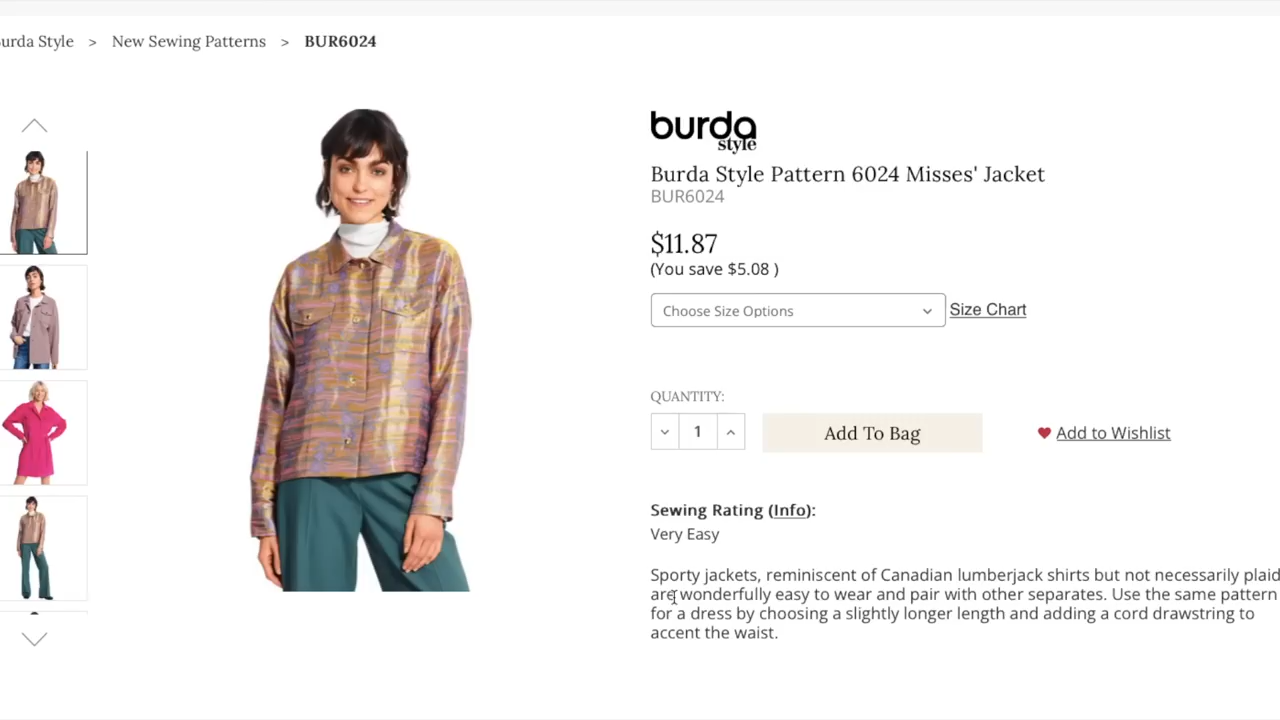 urda Style > New Sewing Patterns > BUR6024
burda
style
Burda Style Pattern 6024 Misses' Jacket
BUR6024
$11.87
(You save $5.08 )
Choose Size Options
Size Chart
QUANTITY:
1
Add To Bag
Add to Wishlist
Sewing Rating (Info):
Very Easy
Sporty jackets, reminiscent of Canadian lumberjack shirts but not necessarily plaid
are wonderfully easy to wear and pair with other separates. Use the same pattern
for a dress by choosing a slightly longer length and adding a cord drawstring to
accent the waist.